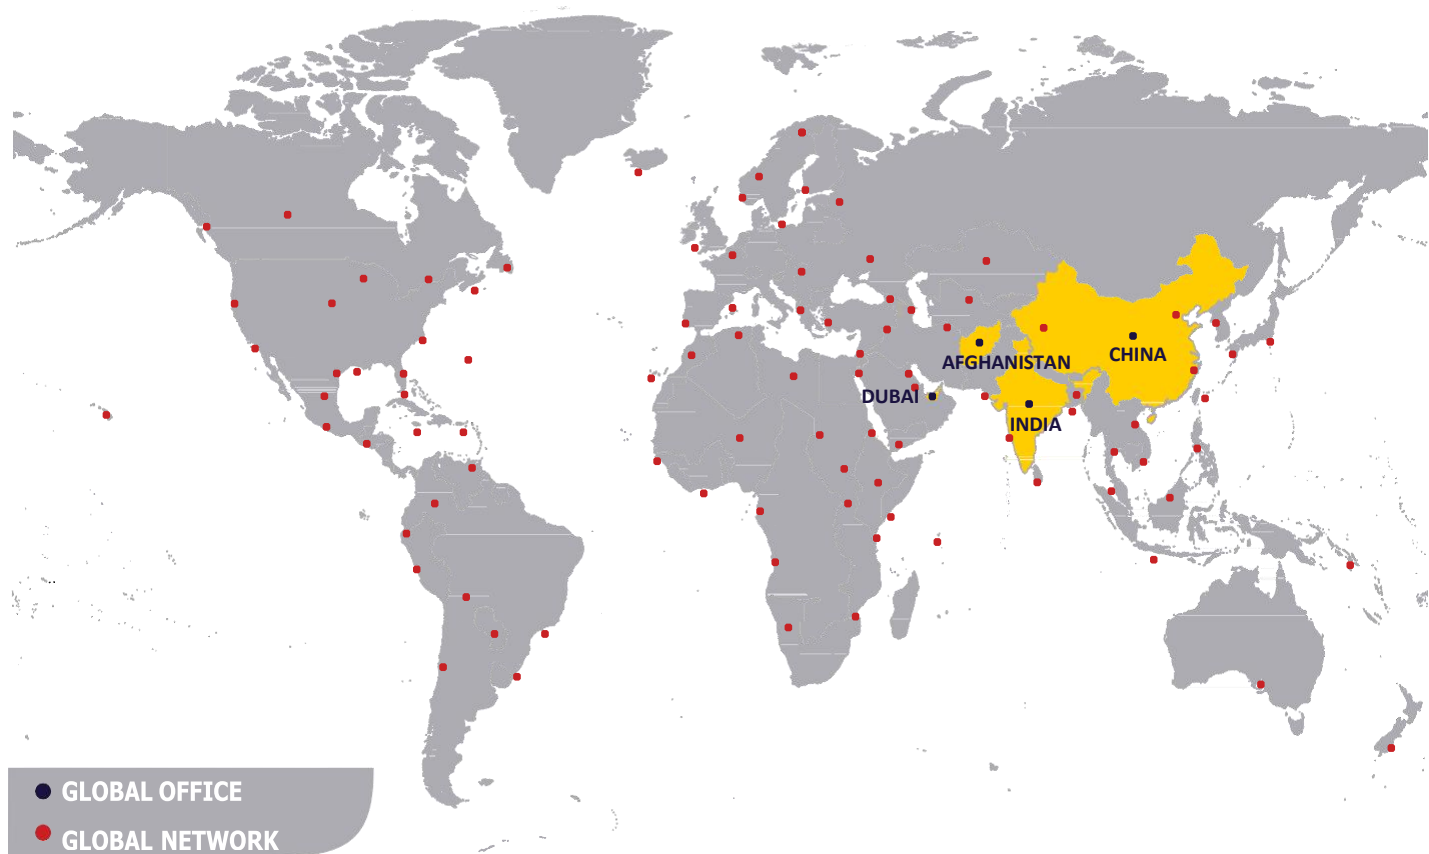 AFGHANISTAN
CHINA
DUBAI
INDIA
GLOBAL OFFICE
GLOBAL NETWORK